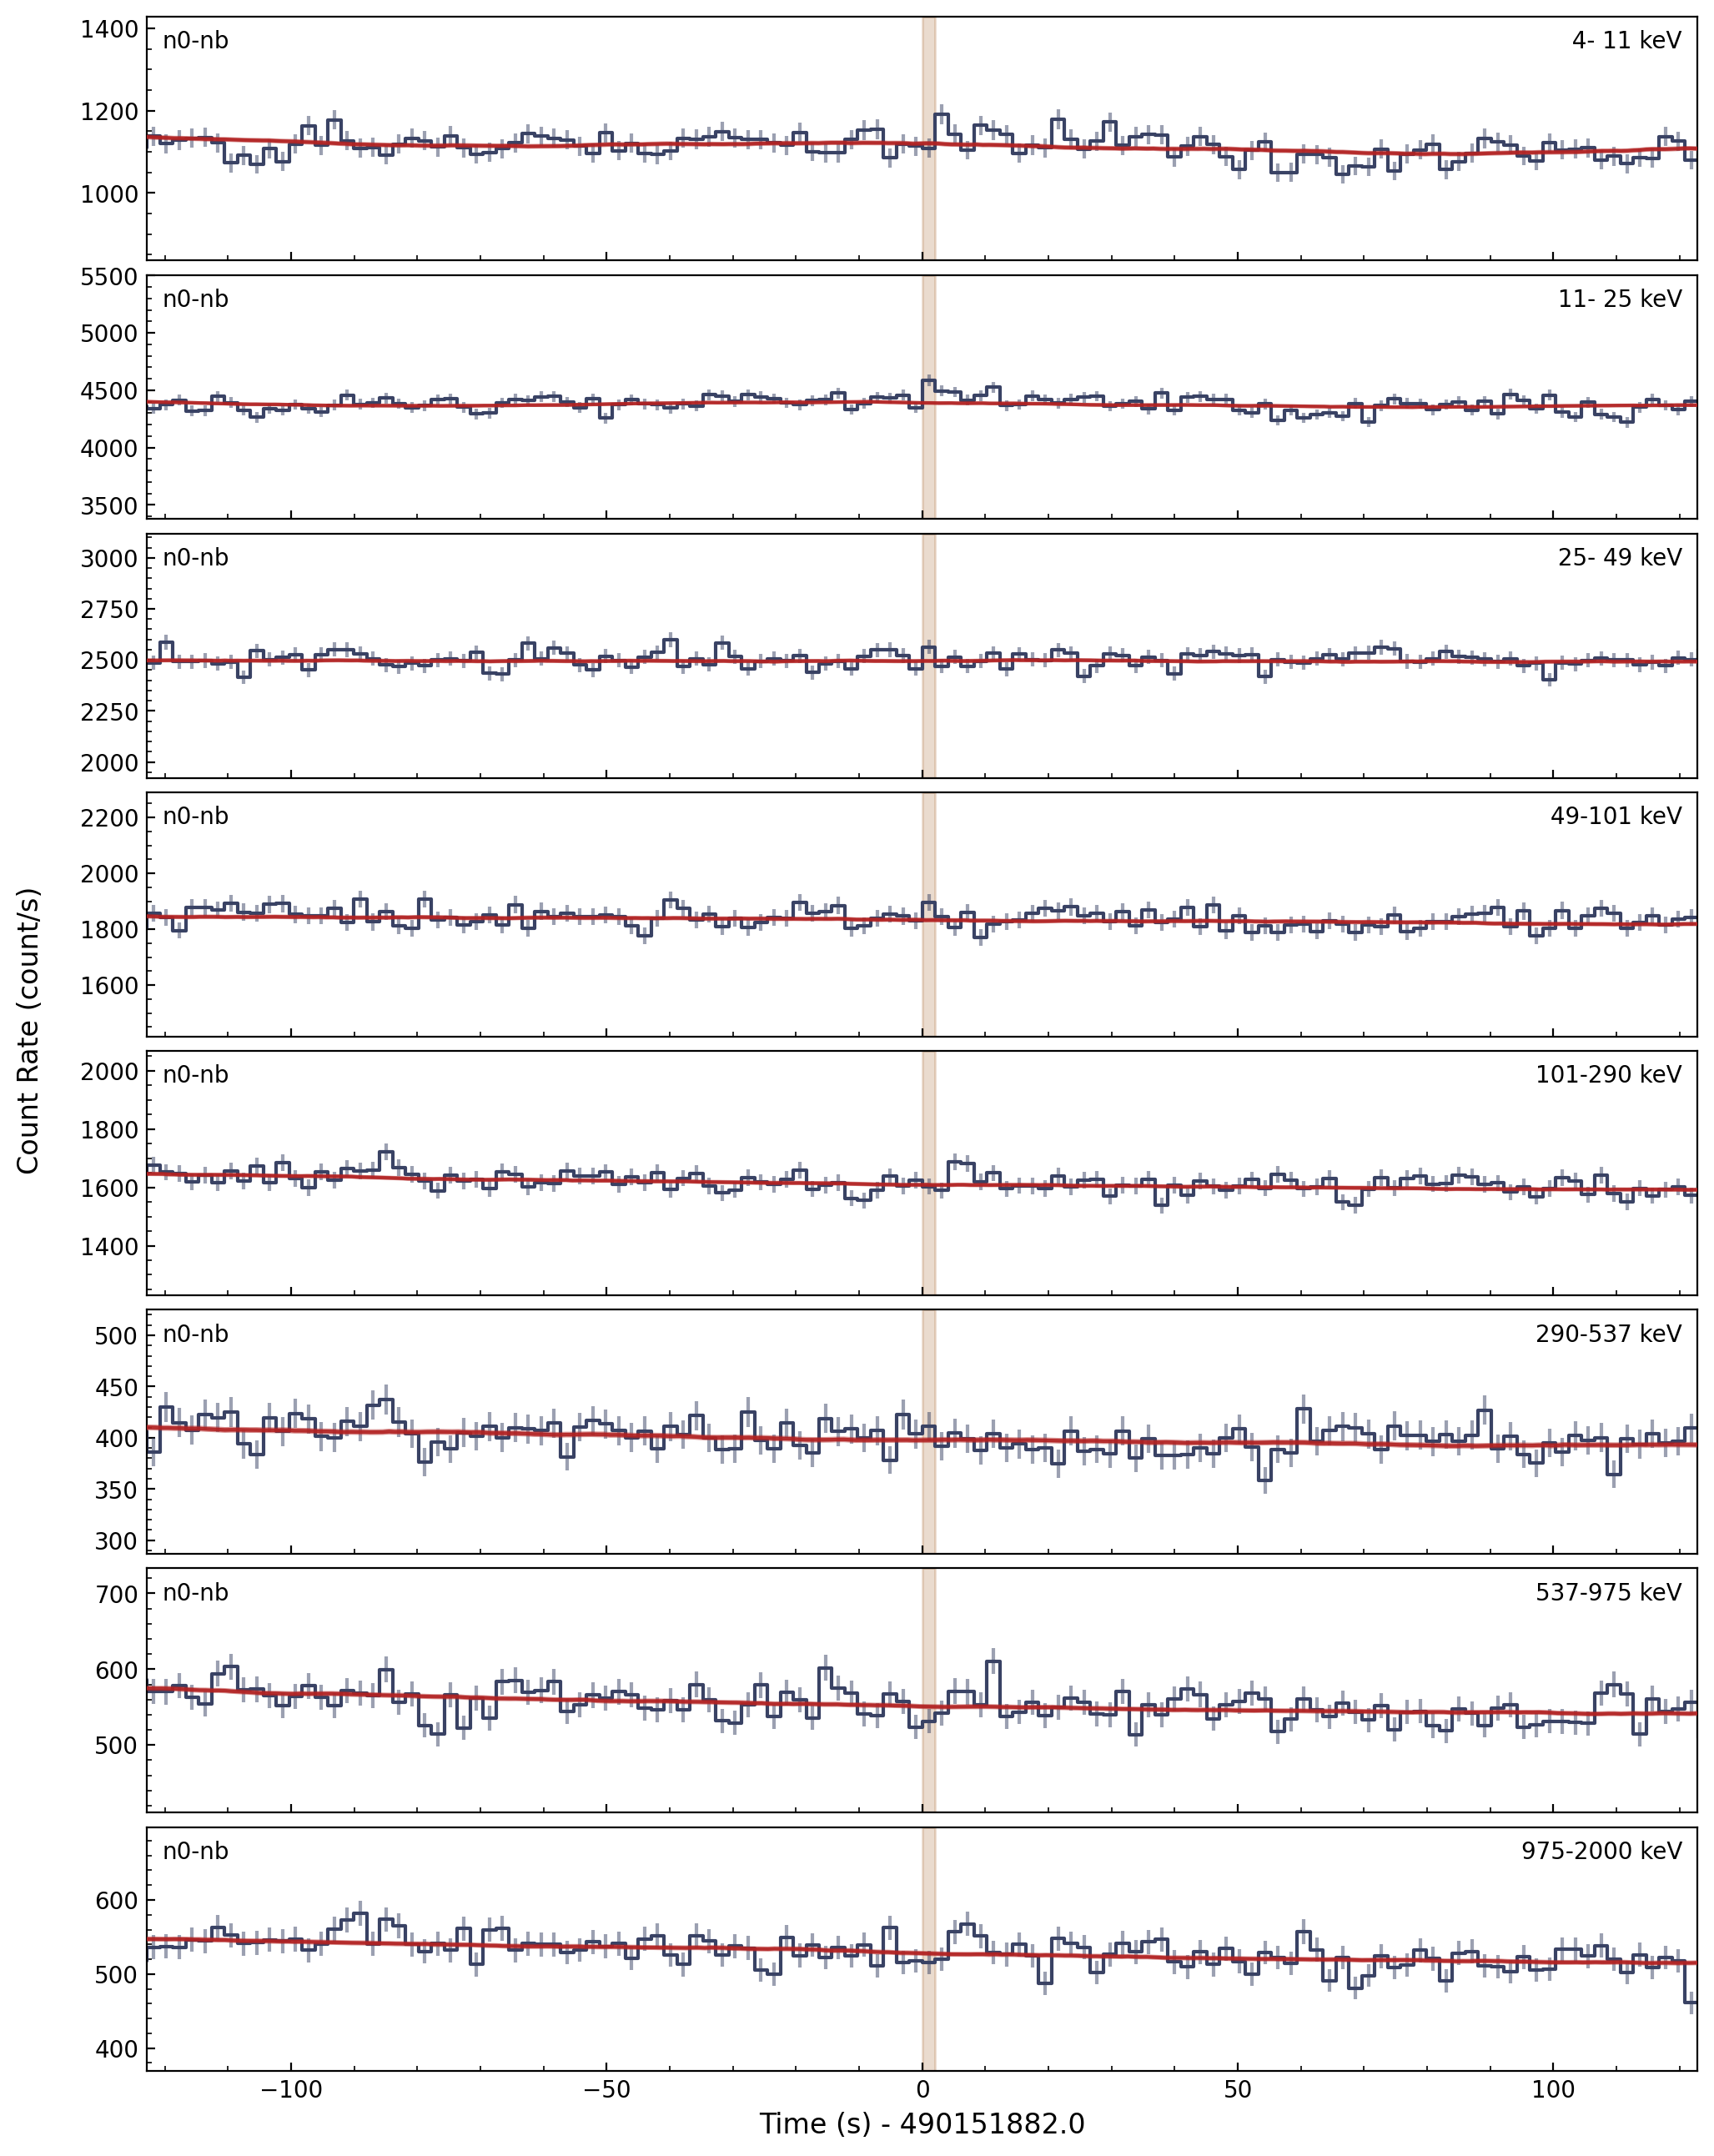 n0-nb 4- 11 keV
1400
1200
1000
n0-nb 11- 25 keV
5500
5000
4500
4000
3500
n0-nb 25- 49 keV
3000
2750
2500
2250
2000
n0-nb 49-101 keV
2200
2000
1800
1600
n0-nb 101-290 keV
2000
1800
1600
1400
n0-nb 290-537 keV
500
450
400
350
300
n0-nb 537-975 keV
700
600
500
n0-nb 975-2000 keV
600
500
400
−100 −50 0 50 100
Time (s) - 490151882.0
Count Rate (count/s)